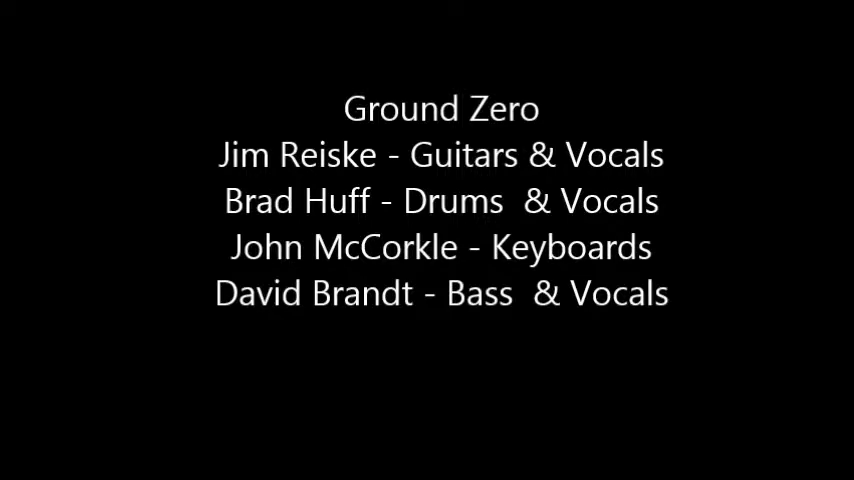 Ground Zero
Jim Reiske - Guitars & Vocals
Brad Huff - Drums  & Vocals
John McCorkle - Keyboards
David Brandt - Bass  & Vocals